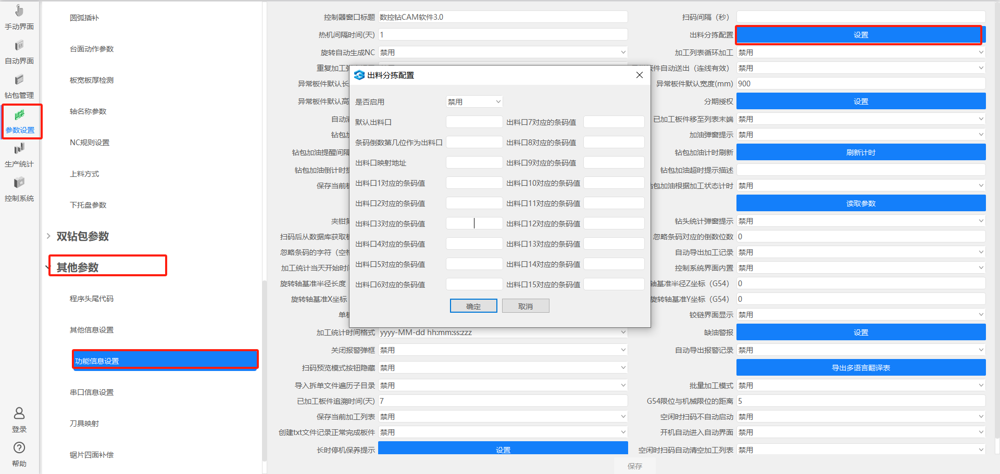 手动界面
自动界面
钻包管理
参数设置
生产统计
控制系统
登录
帮助
圆弧插补
台面动作参数
板宽板厚检测
轴名称参数
NC规则设置
上料方式
下托盘参数
双钻包参数
其他参数
程序头尾代码
其他信息设置
功能信息设置
串口信息设置
刀具映射
锯片四面补偿
控制器窗口标题 数控钻CAM软件3.0 扫码间隔（秒）
热机间隔时间(天) 1 出料分拣配置 设置
旋转自动生成NC 禁用 加工列表循环加工 禁用
重复加工 件自动送出（连线有效） 禁用
异常板件默认长 异常板件默认宽度(mm) 900
异常板件默认高 分期授权 设置
自动 已加工板件移至列表末端 禁用
钻包加 加油弹窗提示 禁用
钻包加油提醒间隔 钻包加油计时刷新 刷新计时
钻包加油倒计时 钻包加油超时提示描述
保存当前 包加油根据加工状态计时 禁用
读取参数
夹钳 钻头统计弹窗提示 禁用
扫码后从数据库获取 忽略条码对应的倒数位数 0
忽略条码的字符（空 自动导出加工记录 禁用
加工统计当天开始时 控制系统界面内置 禁用
旋转轴基准半径长度 轴基准半径Z坐标（G54） 0
旋转轴基准X坐标 旋转轴基准Y坐标（G54） 0
单 铰链界面显示 禁用
加工统计时间格式 yyyy-MM-dd hh:mm:ss:zzz 缺油警报 设置
关闭报警弹框 禁用 自动导出报警记录 禁用
扫码预览模式按钮隐藏 禁用 导出多语言翻译表
导入拆单文件遍历子目录 禁用 批量加工模式 禁用
已加工板件追溯时间(天) 7 G54限位与机械限位的距离 5
保存当前加工列表 禁用 空闲时扫码不自动启动 禁用
创建txt文件记录正常完成板件 禁用 开机自动进入自动界面 禁用
长时停机保养提示 设置 空闲时扫码自动清空加工列表 禁用
保存
出料分拣配置
是否启用 禁用
默认出料口 出料口7对应的条码值
条码倒数第几位作为出料口 出料口8对应的条码值
出料口映射地址 出料口9对应的条码值
出料口1对应的条码值 出料口10对应的条码值
出料口2对应的条码值 出料口11对应的条码值
出料口3对应的条码值 出料口12对应的条码值
出料口4对应的条码值 出料口13对应的条码值
出料口5对应的条码值 出料口14对应的条码值
出料口6对应的条码值 出料口15对应的条码值
确定 取消